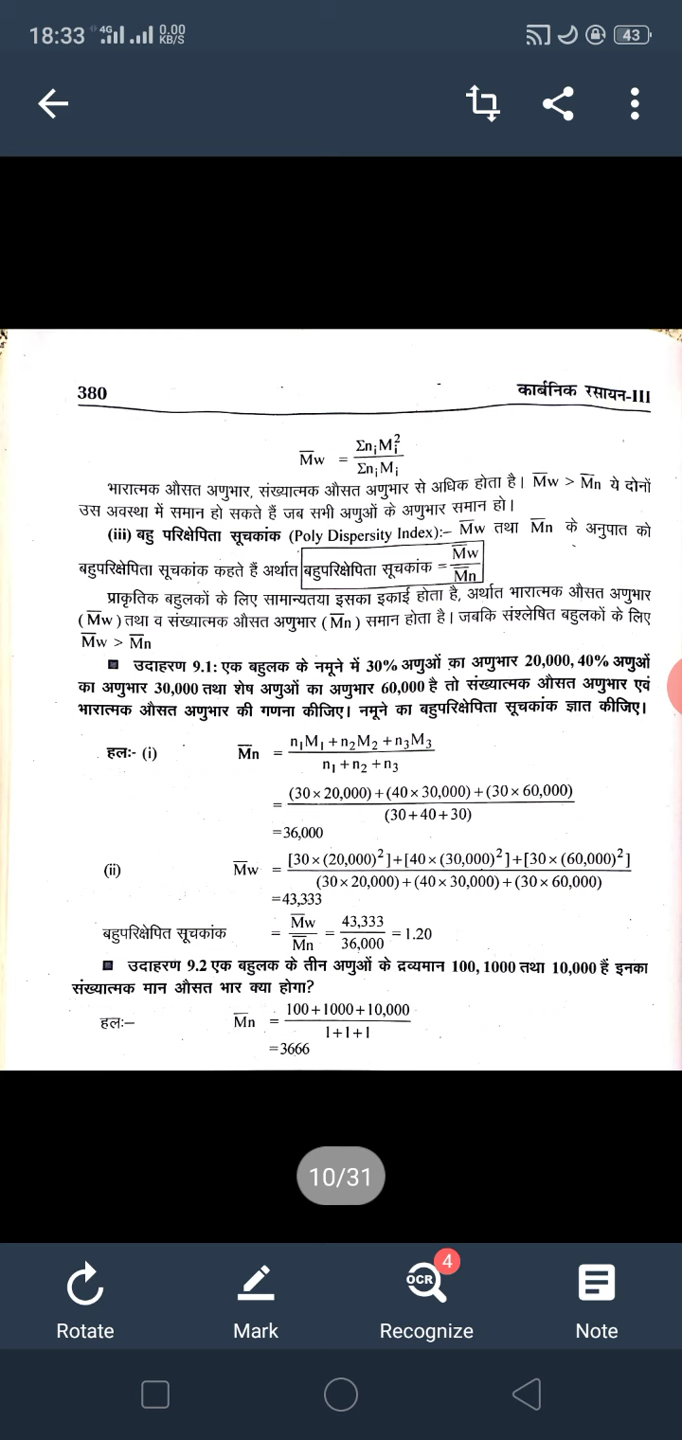 18:33 4G 0.00 KB/S 43
380 कार्बनिक रसायन-III
M̅w = Σn₁M₁² / Σn₁M₁
भारात्मक औसत अणुभार, संख्यात्मक औसत अणुभार से अधिक होता है। M̅w > M̅n ये दोनों
उस अवस्था में समान हो सकते हैं जब सभी अणुओं के अणुभार समान हो।
(iii) बहु परिक्षेपिता सूचकांक (Poly Dispersity Index):– M̅w तथा M̅n के अनुपात को
बहुपरिक्षेपिता सूचकांक कहते हैं अर्थात बहुपरिक्षेपिता सूचकांक = M̅w / M̅n
प्राकृतिक बहुलकों के लिए सामान्यतया इसका इकाई होता है, अर्थात भारात्मक औसत अणुभार
(M̅w) तथा व संख्यात्मक औसत अणुभार (M̅n) समान होता है। जबकि संश्लेषित बहुलकों के लिए
M̅w > M̅n
■ उदाहरण 9.1: एक बहुलक के नमूने में 30% अणुओं का अणुभार 20,000, 40% अणुओं
का अणुभार 30,000 तथा शेष अणुओं का अणुभार 60,000 है तो संख्यात्मक औसत अणुभार एवं
भारात्मक औसत अणुभार की गणना कीजिए। नमूने का बहुपरिक्षेपिता सूचकांक ज्ञात कीजिए।
हलः- (i) M̅n = n₁M₁ + n₂M₂ + n₃M₃ / n₁ + n₂ + n₃
= (30 × 20,000) + (40 × 30,000) + (30 × 60,000) / (30 + 40 + 30)
= 36,000
(ii) M̅w = [30 × (20,000)²] + [40 × (30,000)²] + [30 × (60,000)²] / (30 × 20,000) + (40 × 30,000) + (30 × 60,000)
= 43,333
बहुपरिक्षेपित सूचकांक = M̅w / M̅n = 43,333 / 36,000 = 1.20
■ उदाहरण 9.2 एक बहुलक के तीन अणुओं के द्रव्यमान 100, 1000 तथा 10,000 हैं इनका
संख्यात्मक मान औसत भार क्या होगा?
हलः– M̅n = 100 + 1000 + 10,000 / 1 + 1 + 1
= 3666
10/31
OCR 4
Rotate Mark Recognize Note